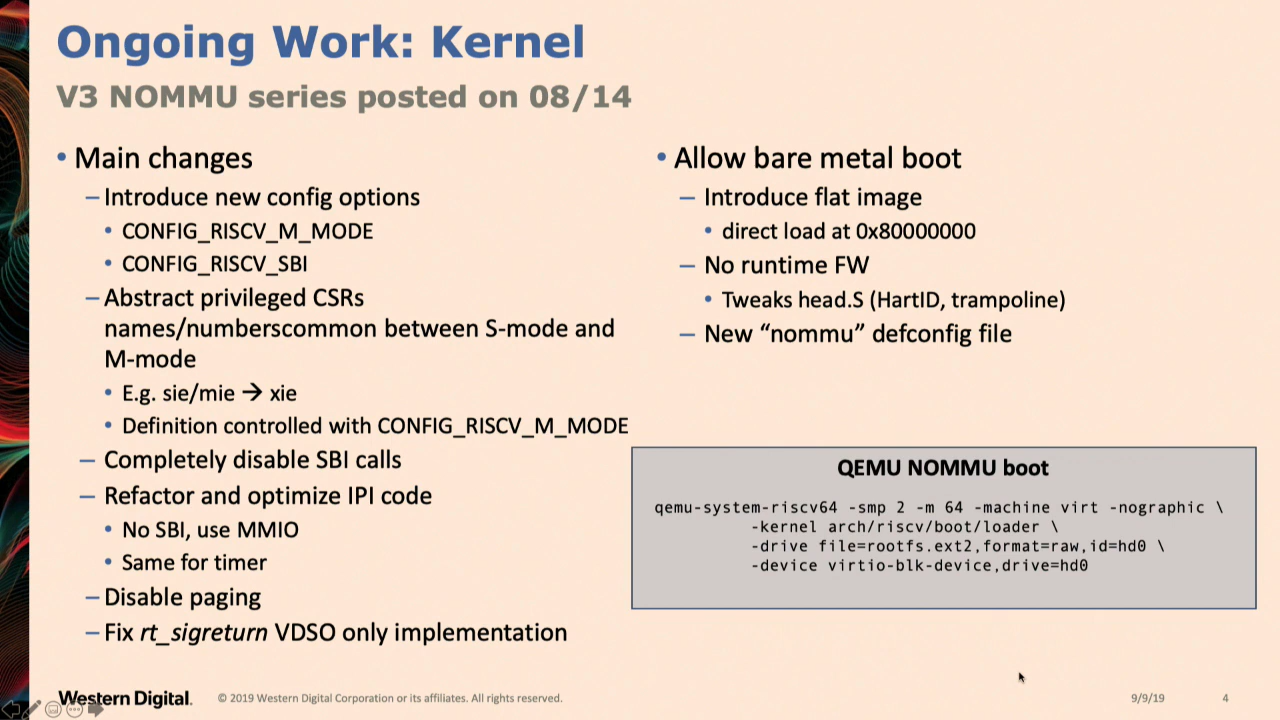 Ongoing Work: Kernel
V3 NOMMU series posted on 08/14
• Main changes
– Introduce new config options
• CONFIG_RISCV_M_MODE
• CONFIG_RISCV_SBI
– Abstract privileged CSRs
names/numberscommon between S-mode and
M-mode
• E.g. sie/mie → xie
• Definition controlled with CONFIG_RISCV_M_MODE
– Completely disable SBI calls
– Refactor and optimize IPI code
• No SBI, use MMIO
• Same for timer
– Disable paging
– Fix rt_sigreturn VDSO only implementation
• Allow bare metal boot
– Introduce flat image
• direct load at 0x80000000
– No runtime FW
• Tweaks head.S (HartID, trampoline)
– New “nommu” defconfig file
QEMU NOMMU boot
qemu-system-riscv64 -smp 2 -m 64 -machine virt -nographic \
-kernel arch/riscv/boot/loader \
-drive file=rootfs.ext2,format=raw,id=hd0 \
-device virtio-blk-device,drive=hd0
Western Digital.
© 2019 Western Digital Corporation or its affiliates. All rights reserved.
9/9/19
4